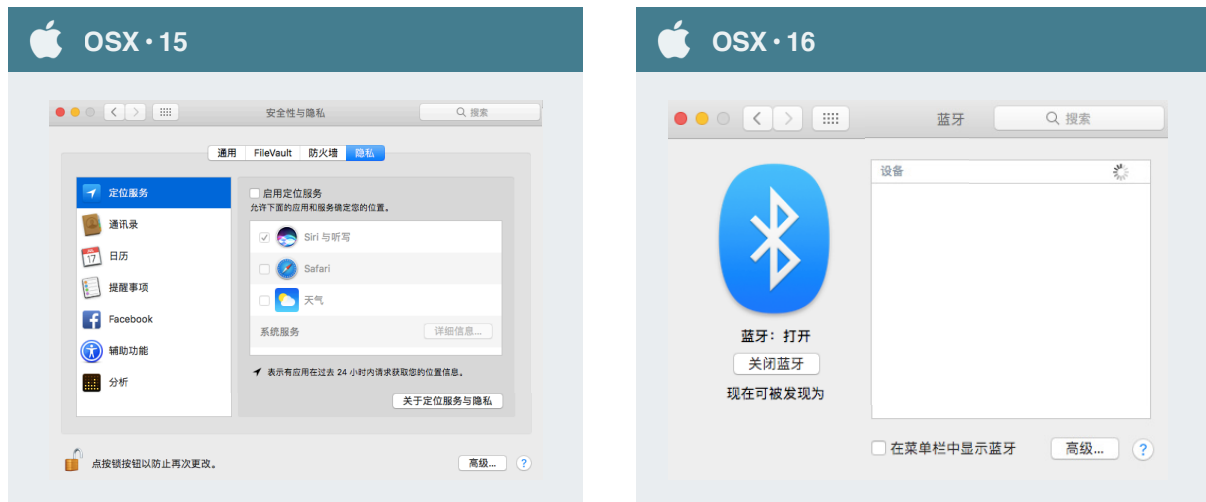 OSX · 15
安全性与隐私
搜索
通用 FileVault 防火墙 隐私
定位服务
通讯录
17
日历
提醒事项
Facebook
辅助功能
分析
启用定位服务
允许下面的应用和服务确定您的位置。
Siri 与听写
Safari
天气
系统服务
详细信息...
表示有应用在过去 24 小时内请求获取您的位置信息。
关于定位服务与隐私
点按锁按钮以防止再次更改。
高级...
?
OSX · 16
蓝牙
搜索
蓝牙：打开
关闭蓝牙
现在可被发现为
设备
在菜单栏中显示蓝牙
高级...
?